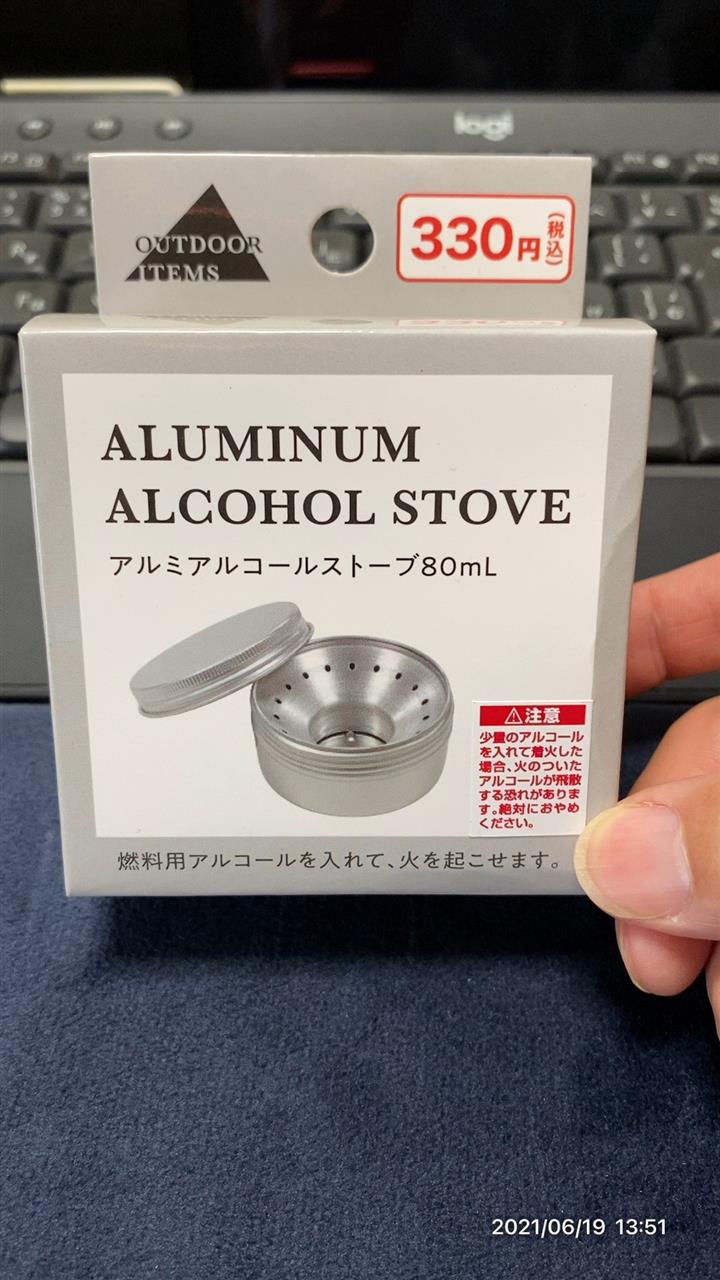 logi
OUTDOOR
ITEMS
330円(税込)
ALUMINUM
ALCOHOL STOVE
アルミアルコールストーブ80mL
⚠注意
少量のアルコール
を入れて着火した
場合、火のついた
アルコールが飛散
する恐れがありま
す。絶対におやめ
ください。
燃料用アルコールを入れて、火を起こせます。
2021/06/19 13:51